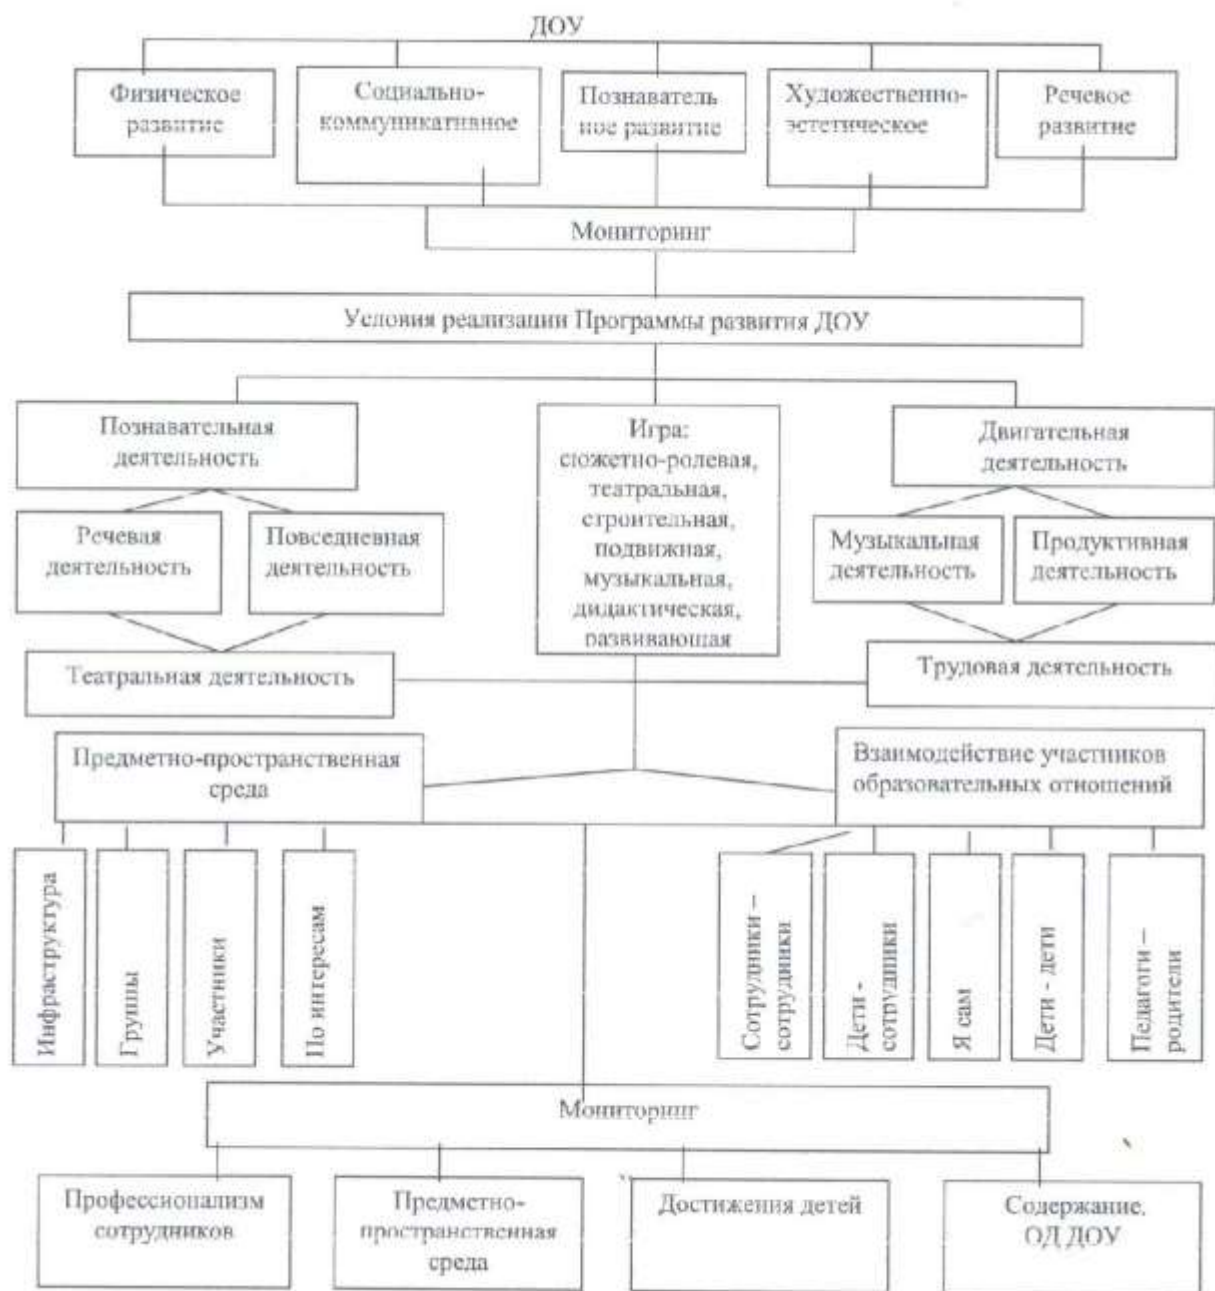 ДОУ
Физическое
развитие
Социально-
коммуникативное
Познаватель
ное развитие
Художественно-
эстетическое
Речевое
развитие
Мониторинг
Условия реализации Программы развития ДОУ
Познавательная
деятельность
Игра:
сюжетно-ролевая,
театральная,
строительная,
подвижная,
музыкальная,
дидактическая,
развивающая
Двигательная
деятельность
Речевая
деятельность
Повседневная
деятельность
Музыкальная
деятельность
Продуктивная
деятельность
Театральная деятельность
Трудовая деятельность
Предметно-пространственная
среда
Взаимодействие участников
образовательных отношений
Инфраструктура
Группы
Участники
По интересам
Сотрудники –
сотрудники
Дети -
сотрудники
Я сам
Дети - дети
Педагоги –
родители
Мониторинг
Профессионализм
сотрудников
Предметно-
пространственная
среда
Достижения детей
Содержание.
ОД ДОУ